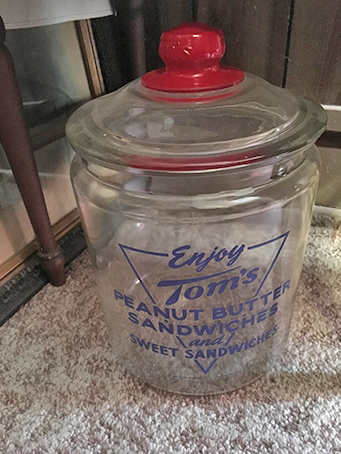 Enjoy
Tom's
PEANUT BUTTER
SANDWICHES
and
SWEET SANDWICHES